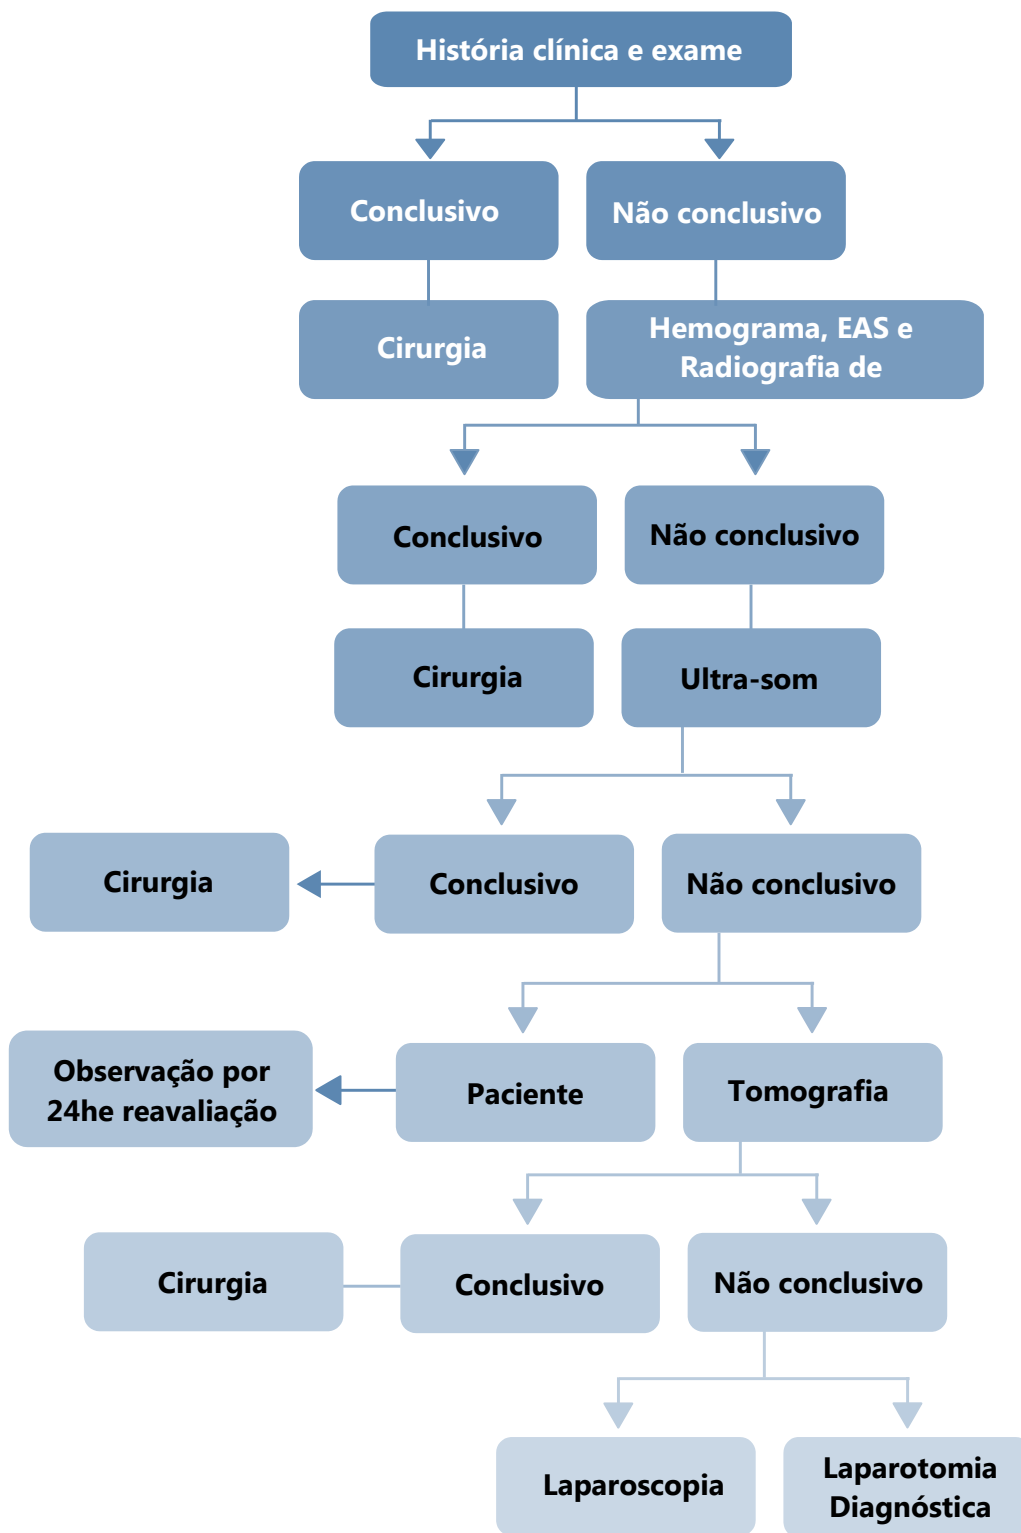 História clínica e exame
Conclusivo
Não conclusivo
Cirurgia
Hemograma, EAS e
Radiografia de
Conclusivo
Não conclusivo
Cirurgia
Ultra-som
Cirurgia
Conclusivo
Não conclusivo
Observação por
24he reavaliação
Paciente
Tomografia
Cirurgia
Conclusivo
Não conclusivo
Laparoscopia
Laparotomia
Diagnóstica